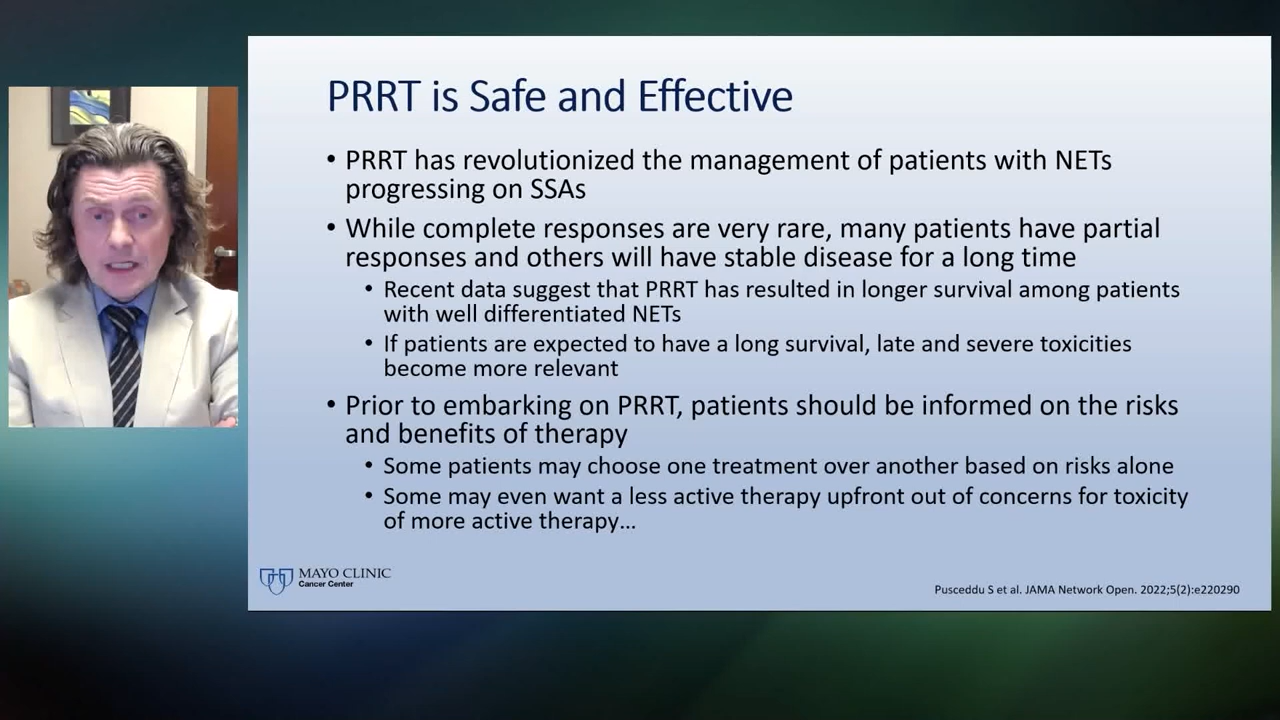 PRRT is Safe and Effective
• PRRT has revolutionized the management of patients with NETs
progressing on SSAs
• While complete responses are very rare, many patients have partial
responses and others will have stable disease for a long time
• Recent data suggest that PRRT has resulted in longer survival among patients
with well differentiated NETs
• If patients are expected to have a long survival, late and severe toxicities
become more relevant
• Prior to embarking on PRRT, patients should be informed on the risks
and benefits of therapy
• Some patients may choose one treatment over another based on risks alone
• Some may even want a less active therapy upfront out of concerns for toxicity
of more active therapy…
MAYO CLINIC
Cancer Center
Pusceddu S et al. JAMA Network Open. 2022;5(2):e220290